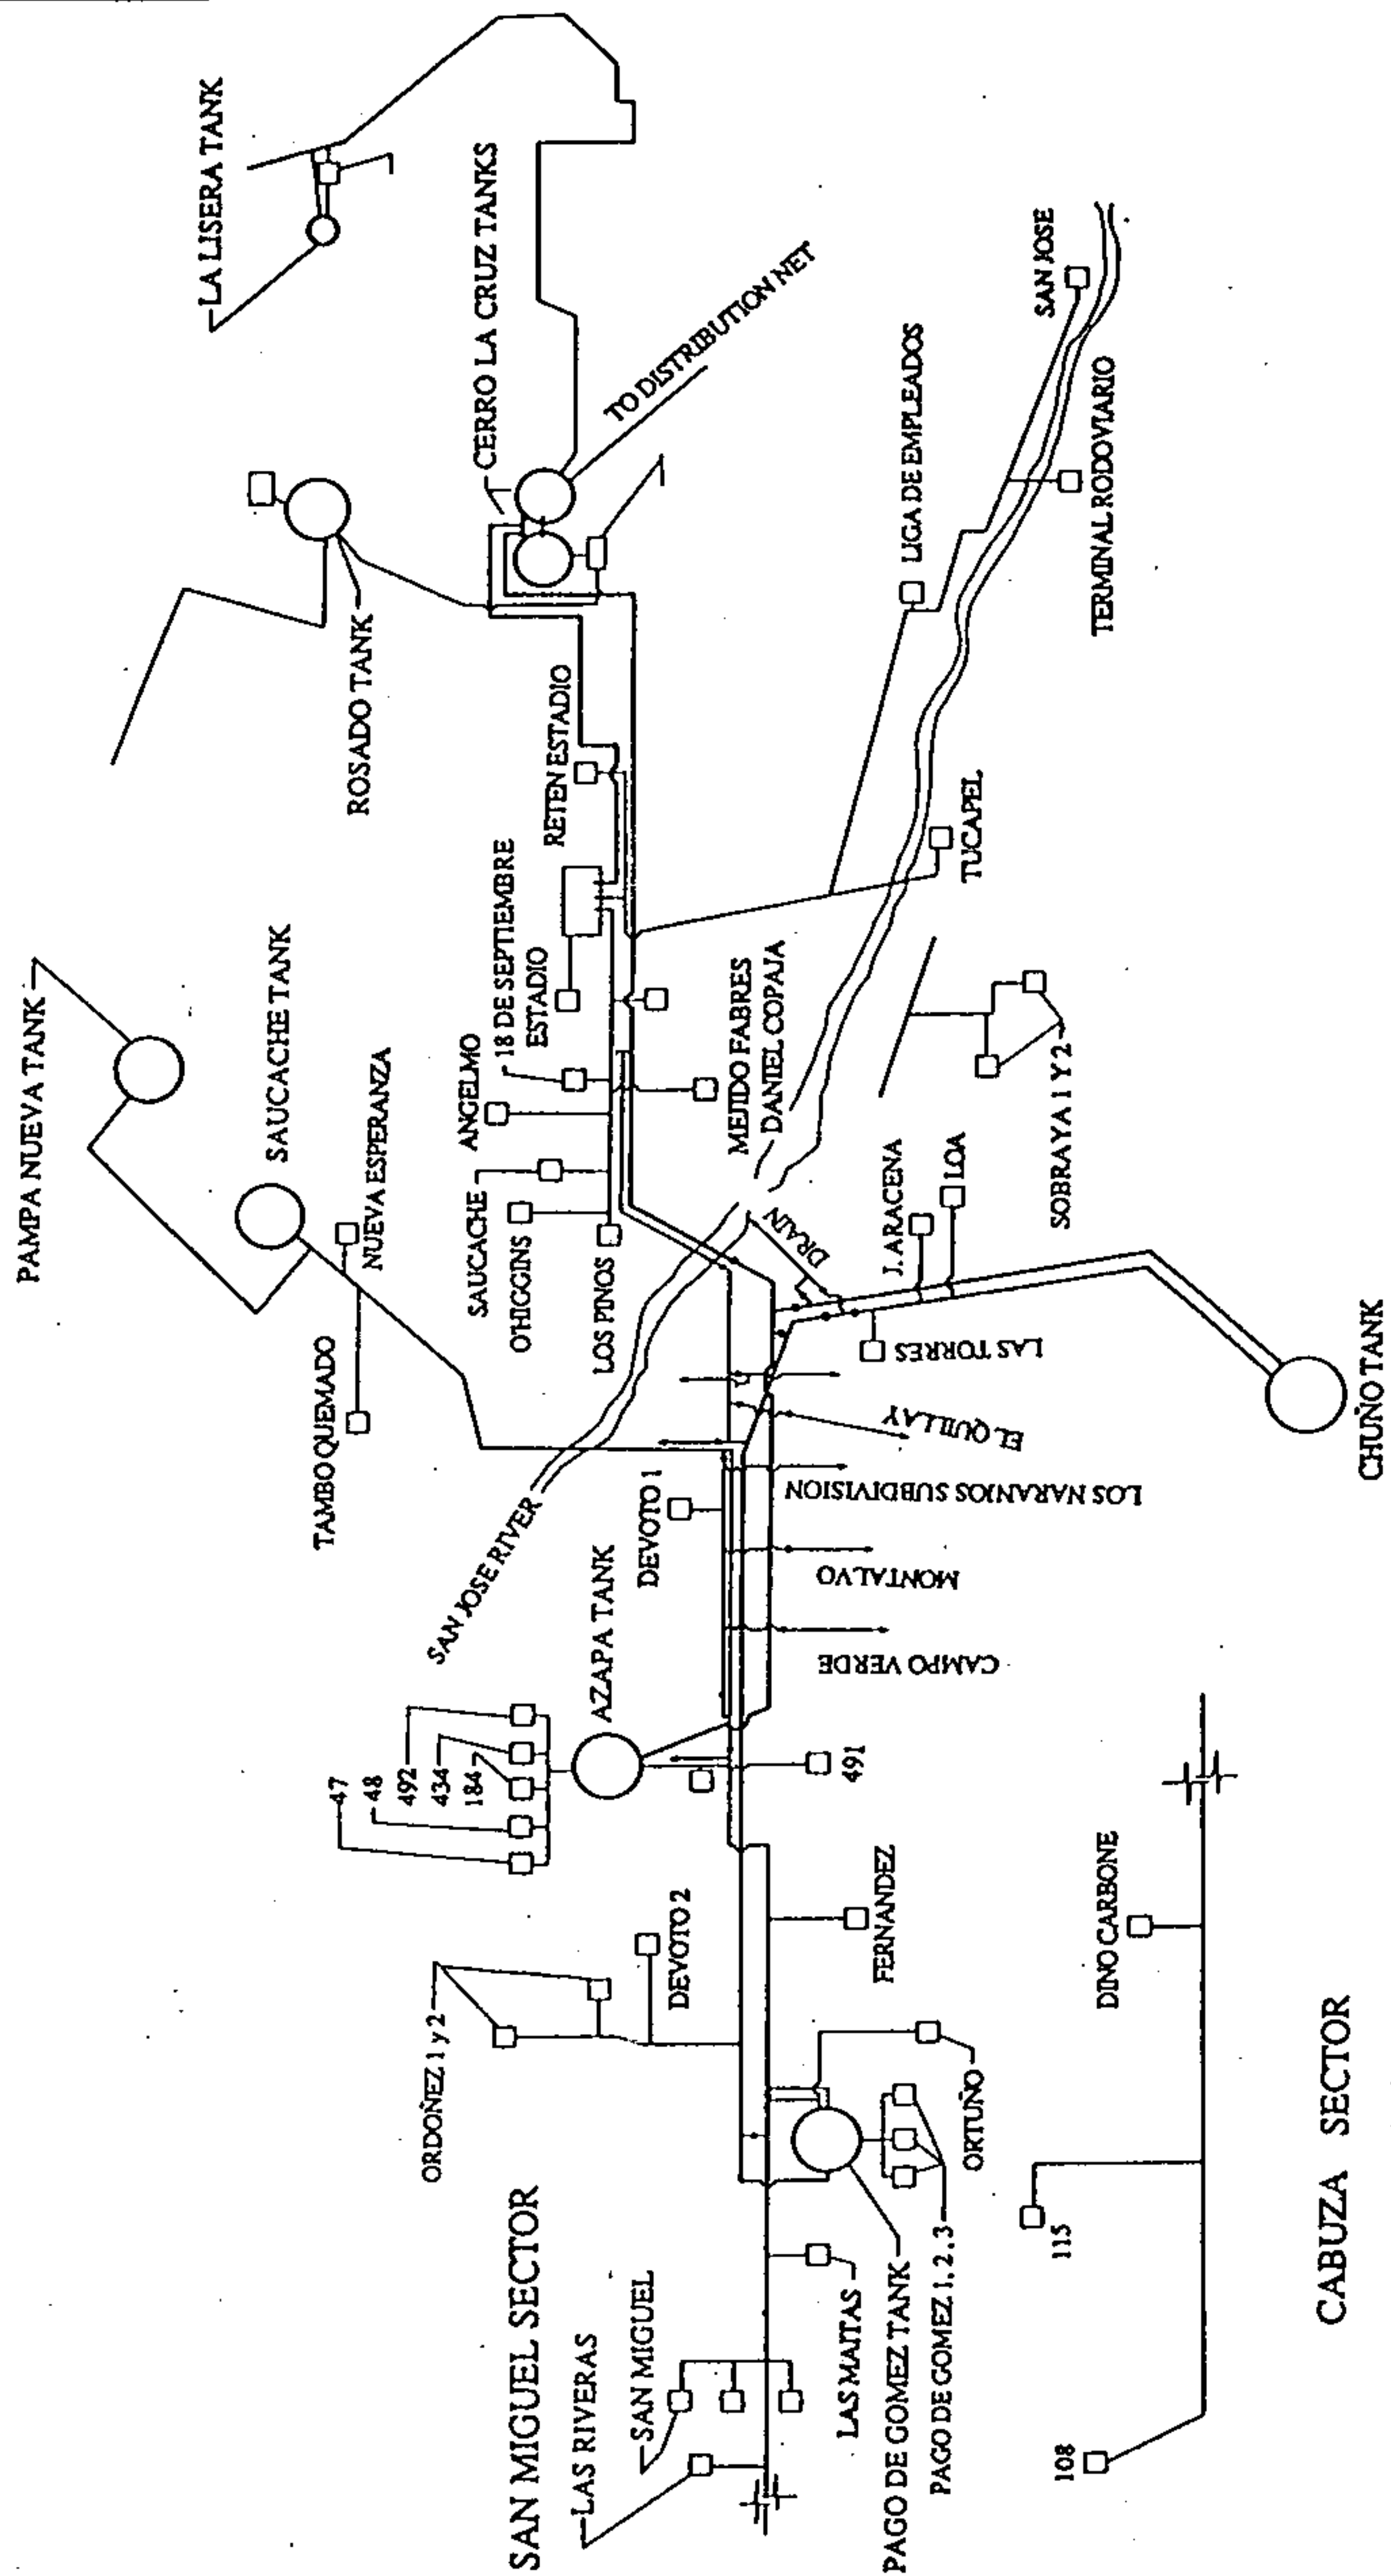 PAMPA NUEVA TANK
SAUCACHE TANK
NUEVA ESPERANZA
TAMBO QUEMADO
LA LISERA TANK
ROSADO TANK
CERRO LA CRUZ TANKS
TO DISTRIBUTION NET
RETEN ESTADIO
18 DE SEPTIEMBRE
ESTADIO
ANGELMO
SAUCACHE
O'HIGGINS
LOS PINOS
SAN JOSE RIVER
MEJIDO FABRES
DANIEL COPAJA
DRAIN
TUCAPEL
LIGA DE EMPLEADOS
TERMINAL RODOVIARIO
SAN JOSE
SOBRAYA 1 Y 2
J. ARACENA
LOA
LAS TORRES
CHUÑO TANK
EL QUILLAY
LOS NARANJOS SUBDIVISION
MONTALVO
CAMPO VERDE
DEVOTO 1
AZAPA TANK
47
48
492
434
184
491
FERNANDEZ
DEVOTO 2
ORDOÑEZ 1 y 2
ORTUÑO
SAN MIGUEL SECTOR
LAS RIVERAS
SAN MIGUEL
LAS MAITAS
PAGO DE GOMEZ TANK
PAGO DE GOMEZ 1, 2, 3
108
115
DINO CARBONE
CABUZA SECTOR